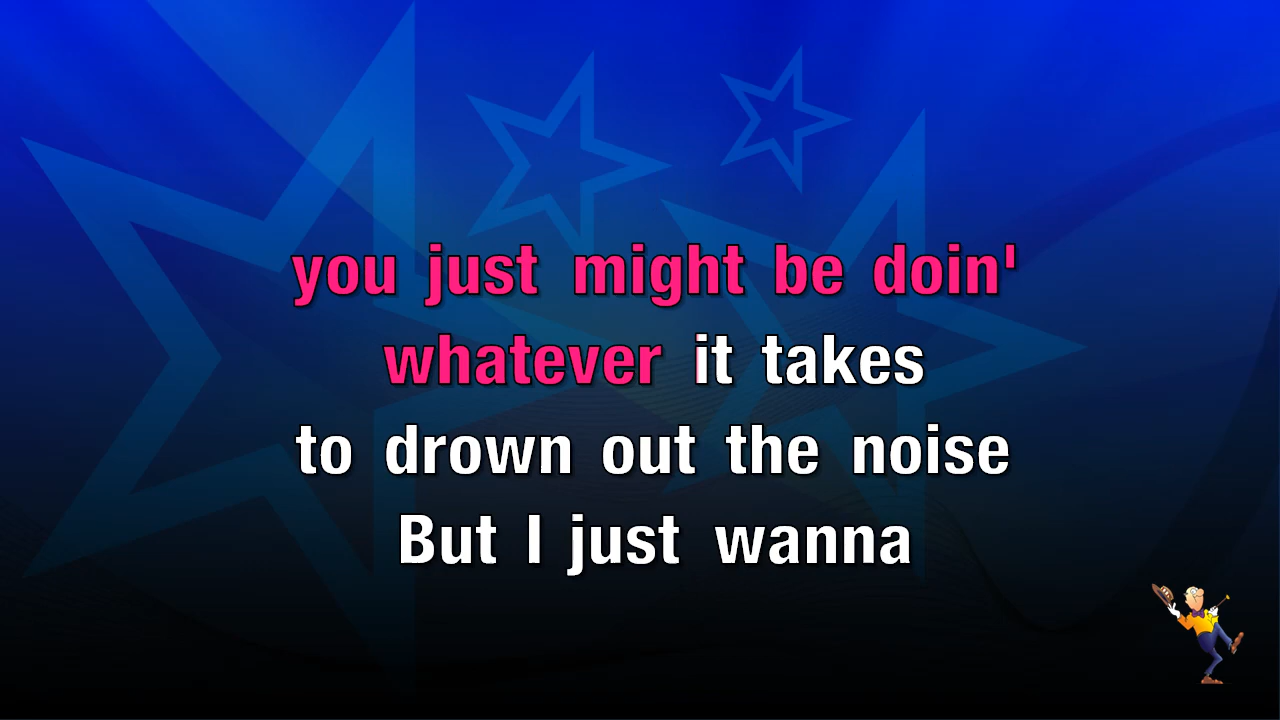 you just might be doin'
whatever it takes
to drown out the noise
But I just wanna